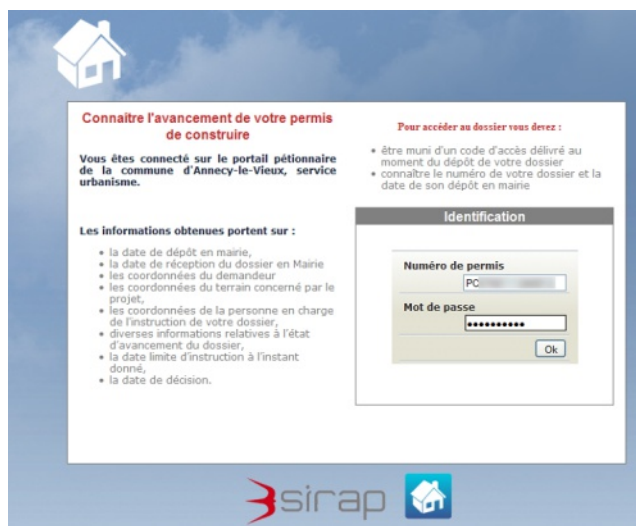 Connaître l'avancement de votre permis
de construire
Vous êtes connecté sur le portail pétionnaire
de la commune d'Annecy-le-Vieux, service
urbanisme.
Les informations obtenues portent sur :
la date de dépôt en mairie,
la date de réception du dossier en Mairie
les coordonnées du demandeur
les coordonnées du terrain concerné par le
projet,
les coordonnées de la personne en charge
de l'instruction de votre dossier,
diverses informations relatives à l'état
d'avancement du dossier,
la date limite d'instruction à l'instant
donné,
la date de décision.
Pour accéder au dossier vous devez :
être muni d'un code d'accès délivré au
moment du dépôt de votre dossier
connaître le numéro de votre dossier et la
date de son dépôt en mairie
Identification
Numéro de permis
PC
Mot de passe
Ok
sirap